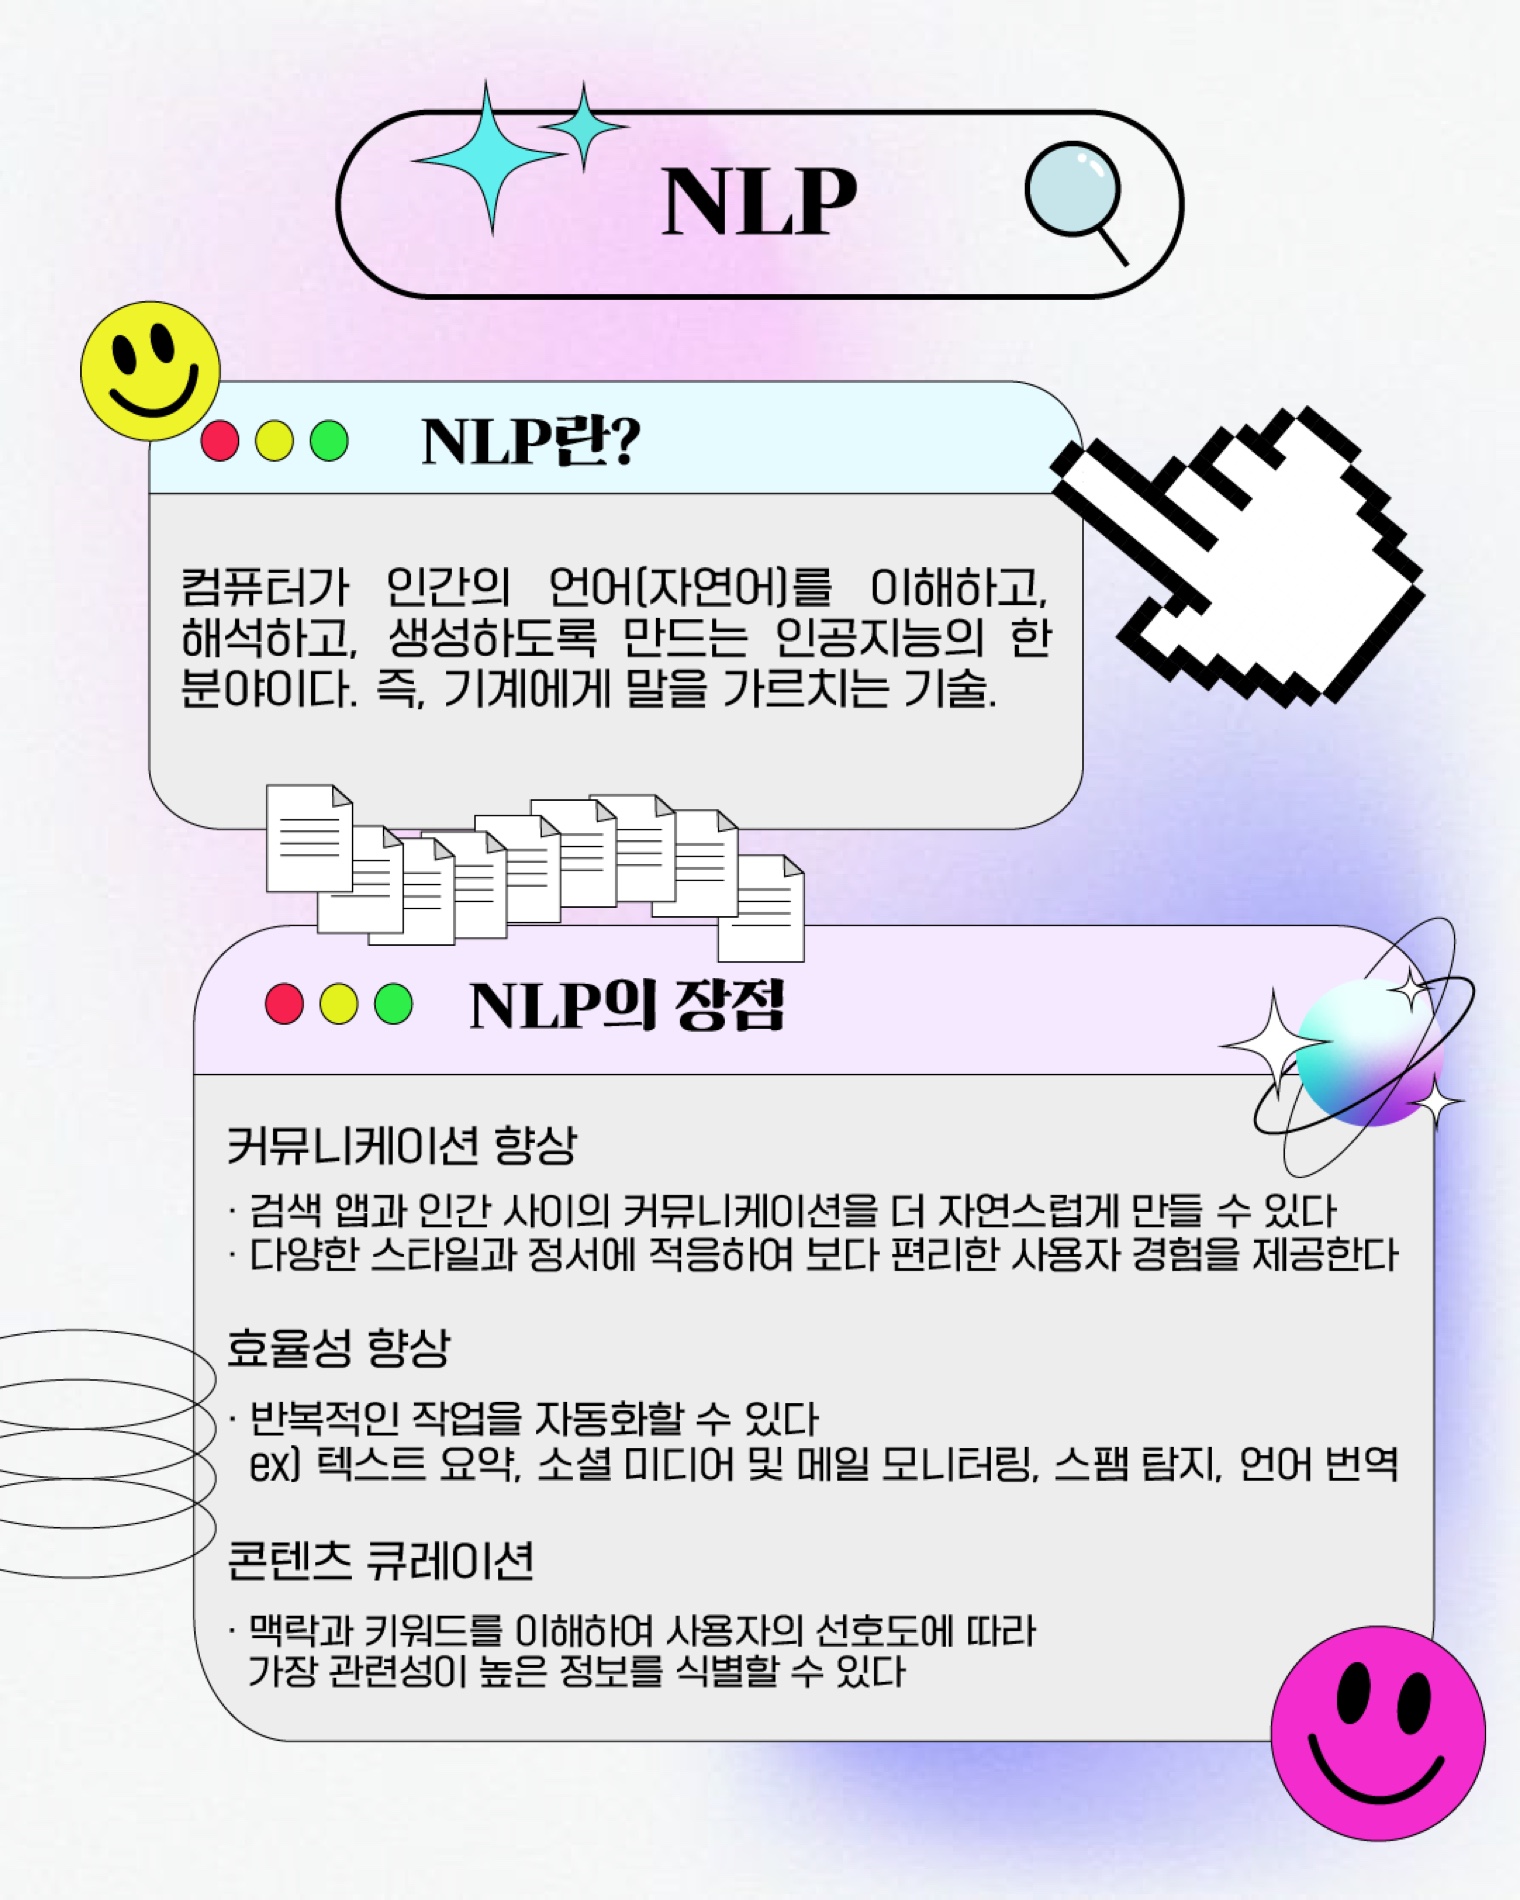 NLP
NLP란?
컴퓨터가 인간의 언어(자연어)를 이해하고,
해석하고, 생성하도록 만드는 인공지능의 한
분야이다. 즉, 기계에게 말을 가르치는 기술.
NLP의 장점
커뮤니케이션 향상
· 검색 앱과 인간 사이의 커뮤니케이션을 더 자연스럽게 만들 수 있다
· 다양한 스타일과 정서에 적응하여 보다 편리한 사용자 경험을 제공한다
효율성 향상
· 반복적인 작업을 자동화할 수 있다
ex) 텍스트 요약, 소셜 미디어 및 메일 모니터링, 스팸 탐지, 언어 번역
콘텐츠 큐레이션
· 맥락과 키워드를 이해하여 사용자의 선호도에 따라
가장 관련성이 높은 정보를 식별할 수 있다